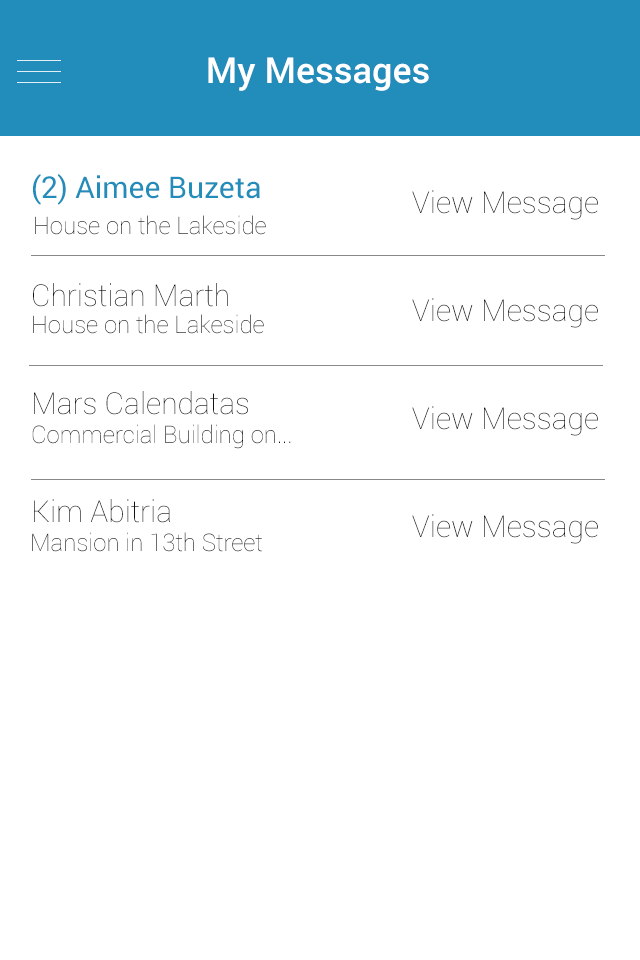 My Messages
(2) Aimee Buzeta
House on the Lakeside
View Message
Christian Marth
House on the Lakeside
View Message
Mars Calendatas
Commercial Building on...
View Message
Kim Abitria
Mansion in 13th Street
View Message